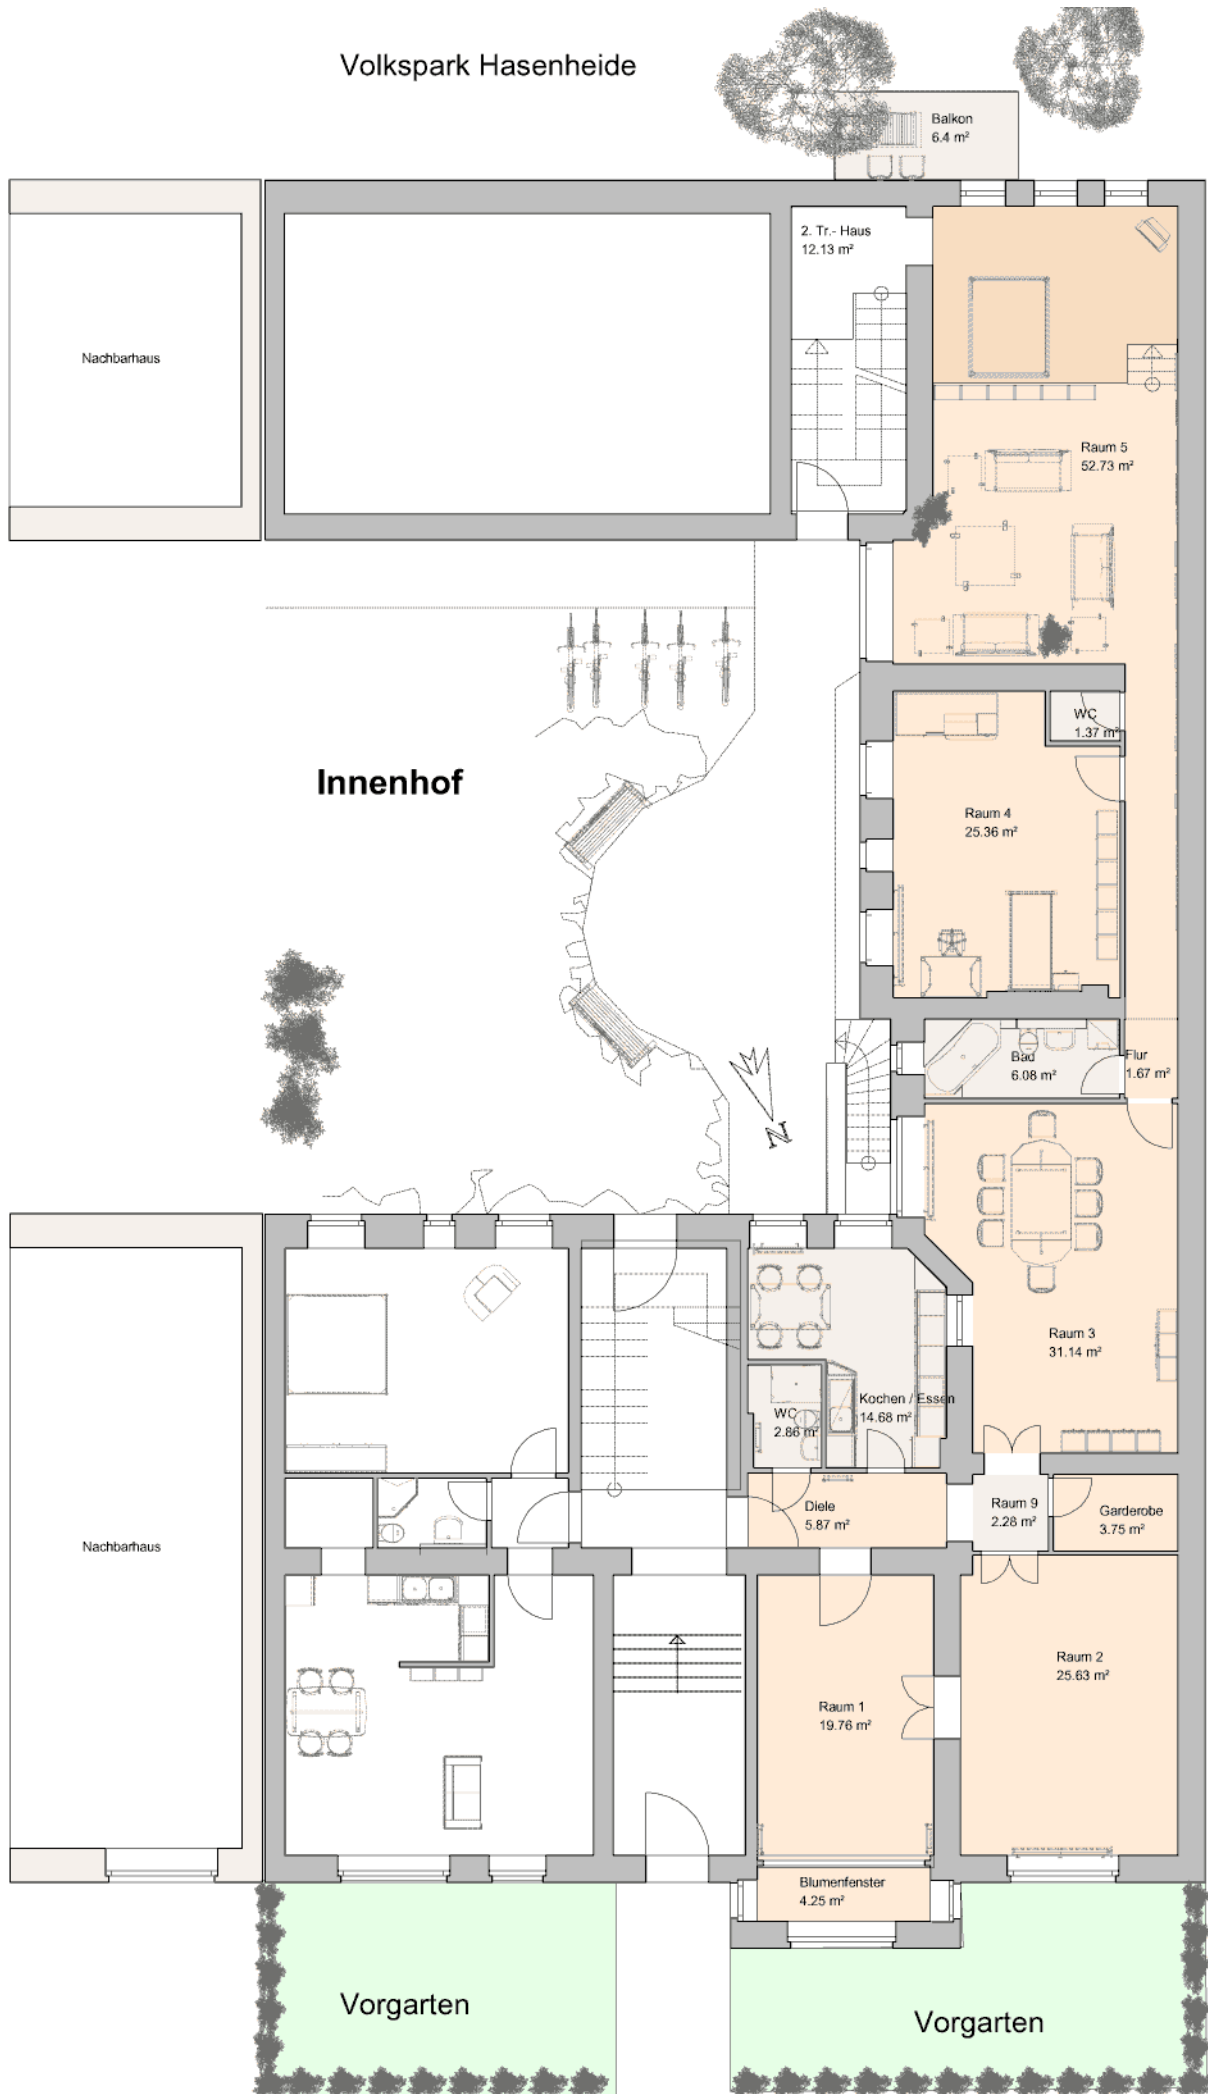 Volkspark Hasenheide
Balkon
6.4 m²
2. Tr.- Haus
12.13 m²
Nachbarhaus
Raum 5
52.73 m²
WC
1.37 m²
Innenhof
Raum 4
25.36 m²
Bad
6.08 m²
Flur
1.67 m²
N
Raum 3
31.14 m²
Kochen / Essen
14.68 m²
WC
2.86 m²
Diele
5.87 m²
Raum 9
2.28 m²
Garderobe
3.75 m²
Nachbarhaus
Raum 2
25.63 m²
Raum 1
19.76 m²
Blumenfenster
4.25 m²
Vorgarten
Vorgarten